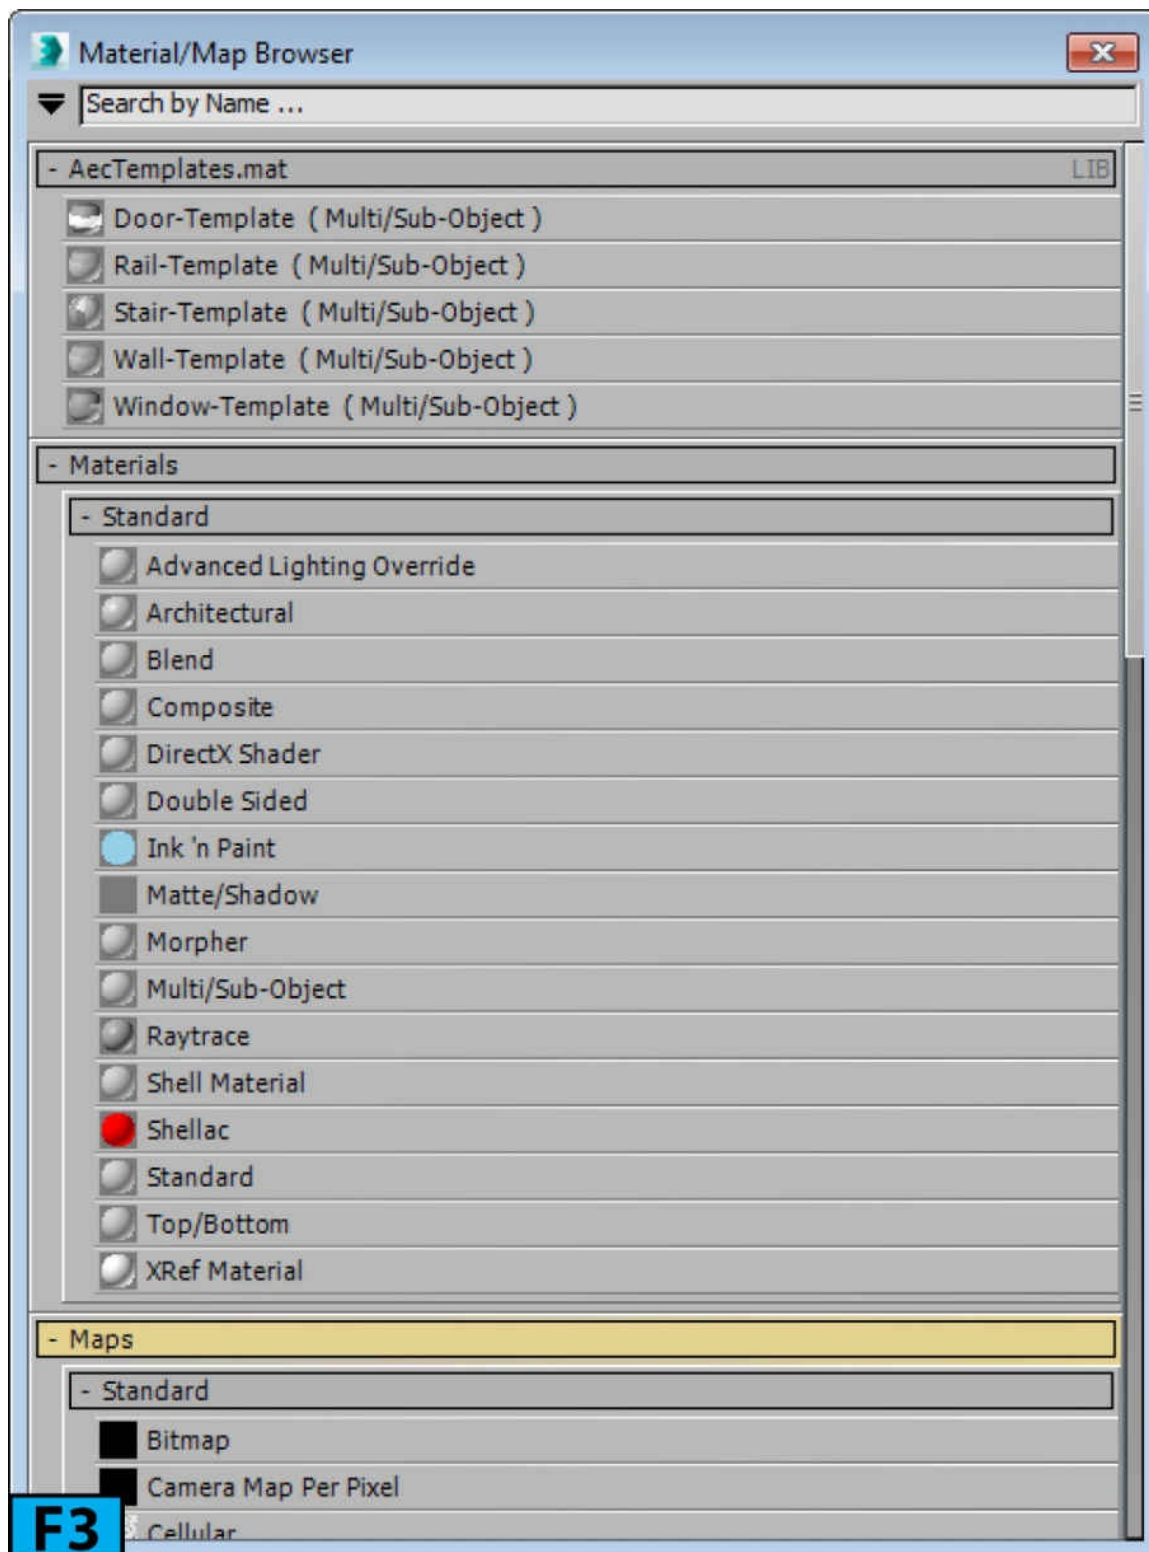 Material/Map Browser
Search by Name ...
- AecTemplates.mat LIB
Door-Template ( Multi/Sub-Object )
Rail-Template ( Multi/Sub-Object )
Stair-Template ( Multi/Sub-Object )
Wall-Template ( Multi/Sub-Object )
Window-Template ( Multi/Sub-Object )
- Materials
- Standard
Advanced Lighting Override
Architectural
Blend
Composite
DirectX Shader
Double Sided
Ink 'n Paint
Matte/Shadow
Morpher
Multi/Sub-Object
Raytrace
Shell Material
Shellac
Standard
Top/Bottom
XRef Material
- Maps
- Standard
Bitmap
Camera Map Per Pixel
Cellular
F3